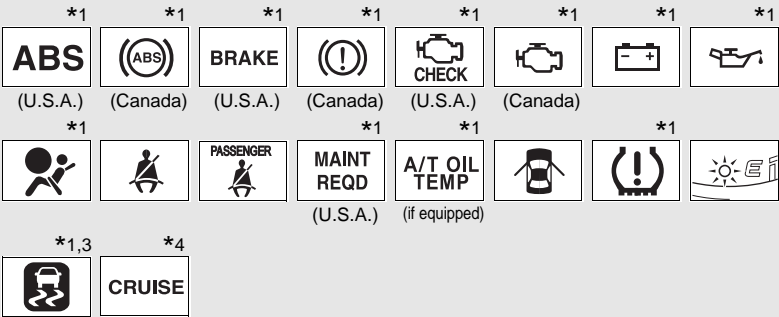 *1 *1 *1 *1 *1 *1 *1 *1
ABS (ABS) BRAKE (!) CHECK - +
(U.S.A.) (Canada) (U.S.A.) (Canada) (U.S.A.) (Canada)
*1 *1 *1 *1
PASSENGER MAINT REQD A/T OIL TEMP (!)
(U.S.A.) (if equipped)
*1,3 *4
CRUISE